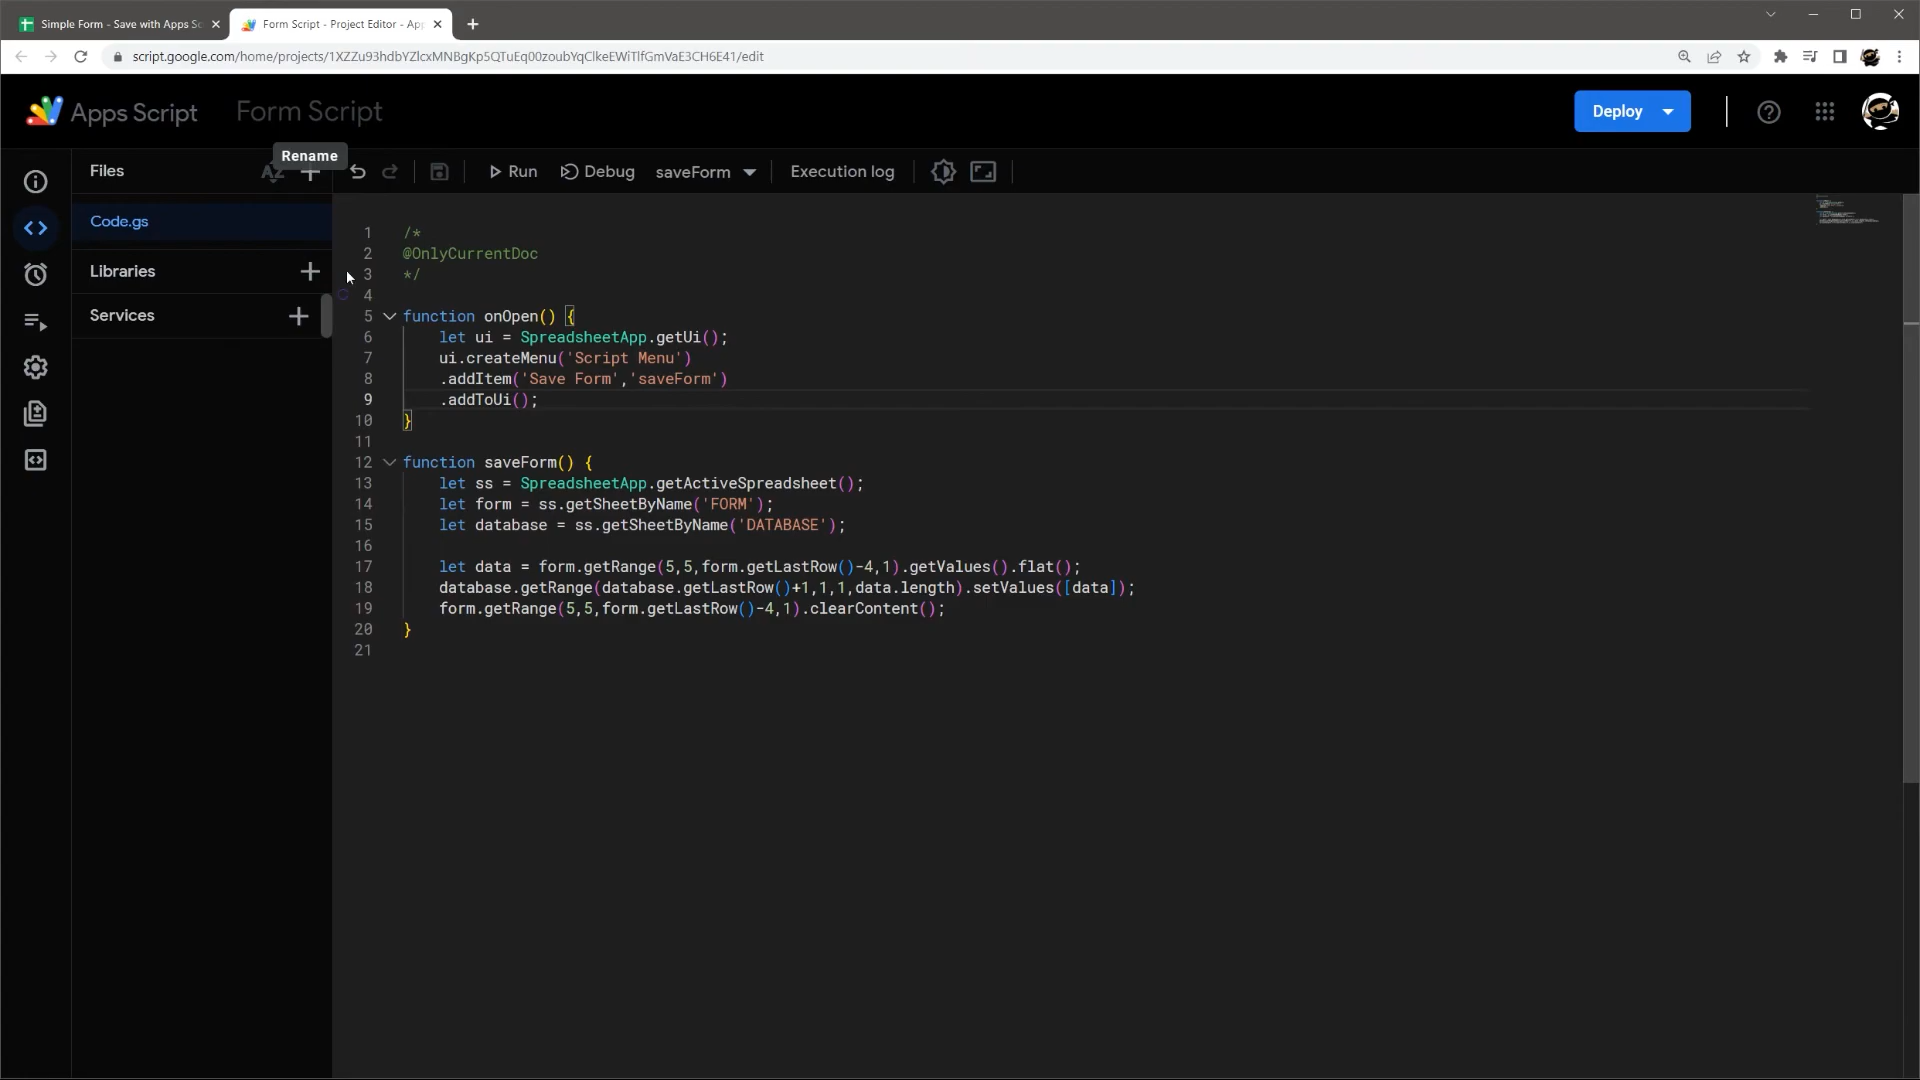 Simple Form - Save with Apps Sc
Form Script - Project Editor - App
script.google.com/home/projects/1XZZu93hdbYZlcxMNBgKp5QTuEq00zoubYqClkeEWiTlfGmVaE3CH6E41/edit
Apps Script
Form Script
Deploy
Rename
Files
Run
Debug
saveForm
Execution log
Code.gs
Libraries
Services
1 /*
2 @OnlyCurrentDoc
3 */
4
5 function onOpen() {
6 let ui = SpreadsheetApp.getUi();
7 ui.createMenu('Script Menu')
8 .addItem('Save Form','saveForm')
9 .addToUi();
10 }
11
12 function saveForm() {
13 let ss = SpreadsheetApp.getActiveSpreadsheet();
14 let form = ss.getSheetByName('FORM');
15 let database = ss.getSheetByName('DATABASE');
16
17 let data = form.getRange(5,5,form.getLastRow()-4,1).getValues().flat();
18 database.getRange(database.getLastRow()+1,1,1,data.length).setValues([data]);
19 form.getRange(5,5,form.getLastRow()-4,1).clearContent();
20 }
21